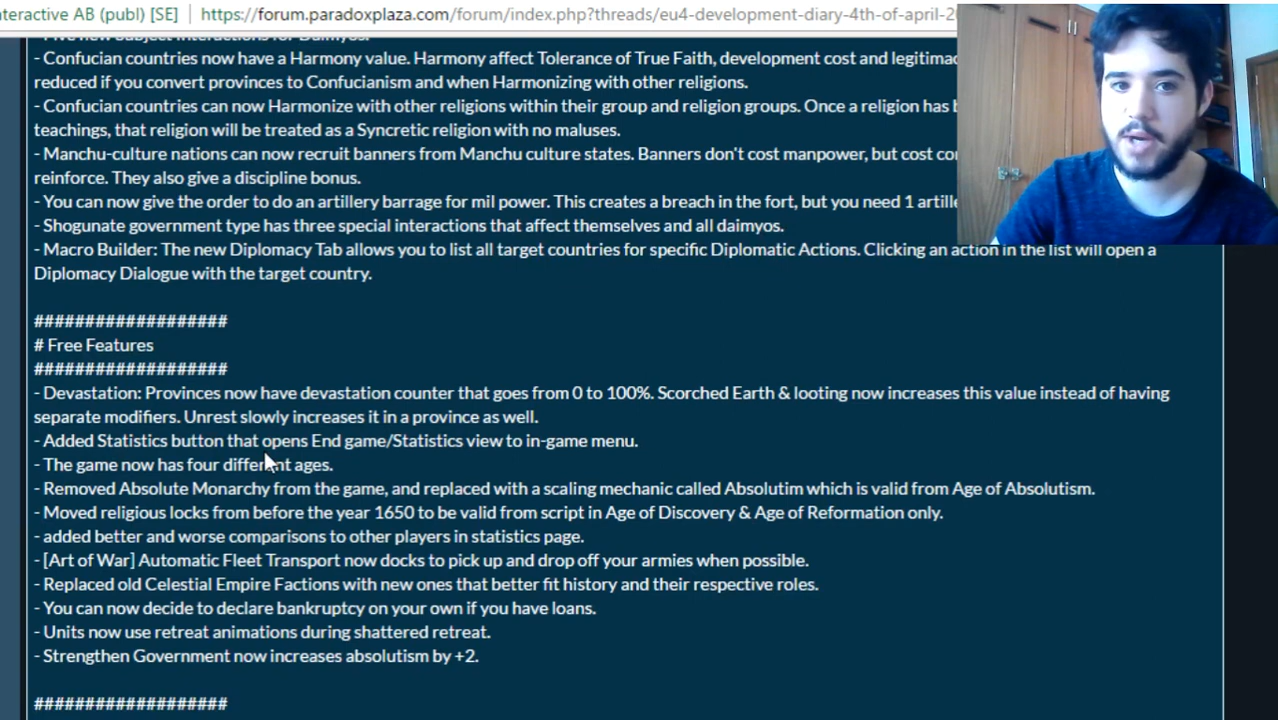 nteractive AB (publ) [SE] https://forum.paradoxplaza.com/forum/index.php?threads/eu4-development-diary-4th-of-april-2
- Five new Subject Interactions for Daimyos.
- Confucian countries now have a Harmony value. Harmony affect Tolerance of True Faith, development cost and legitimac
reduced if you convert provinces to Confucianism and when Harmonizing with other religions.
- Confucian countries can now Harmonize with other religions within their group and religion groups. Once a religion has b
teachings, that religion will be treated as a Syncretic religion with no maluses.
- Manchu-culture nations can now recruit banners from Manchu culture states. Banners don't cost manpower, but cost co
reinforce. They also give a discipline bonus.
- You can now give the order to do an artillery barrage for mil power. This creates a breach in the fort, but you need 1 artille
- Shogunate government type has three special interactions that affect themselves and all daimyos.
- Macro Builder: The new Diplomacy Tab allows you to list all target countries for specific Diplomatic Actions. Clicking an action in the list will open a
Diplomacy Dialogue with the target country.
###################
# Free Features
###################
- Devastation: Provinces now have devastation counter that goes from 0 to 100%. Scorched Earth & looting now increases this value instead of having
separate modifiers. Unrest slowly increases it in a province as well.
- Added Statistics button that opens End game/Statistics view to in-game menu.
- The game now has four different ages.
- Removed Absolute Monarchy from the game, and replaced with a scaling mechanic called Absolutim which is valid from Age of Absolutism.
- Moved religious locks from before the year 1650 to be valid from script in Age of Discovery & Age of Reformation only.
- added better and worse comparisons to other players in statistics page.
- [Art of War] Automatic Fleet Transport now docks to pick up and drop off your armies when possible.
- Replaced old Celestial Empire Factions with new ones that better fit history and their respective roles.
- You can now decide to declare bankruptcy on your own if you have loans.
- Units now use retreat animations during shattered retreat.
- Strengthen Government now increases absolutism by +2.
###################